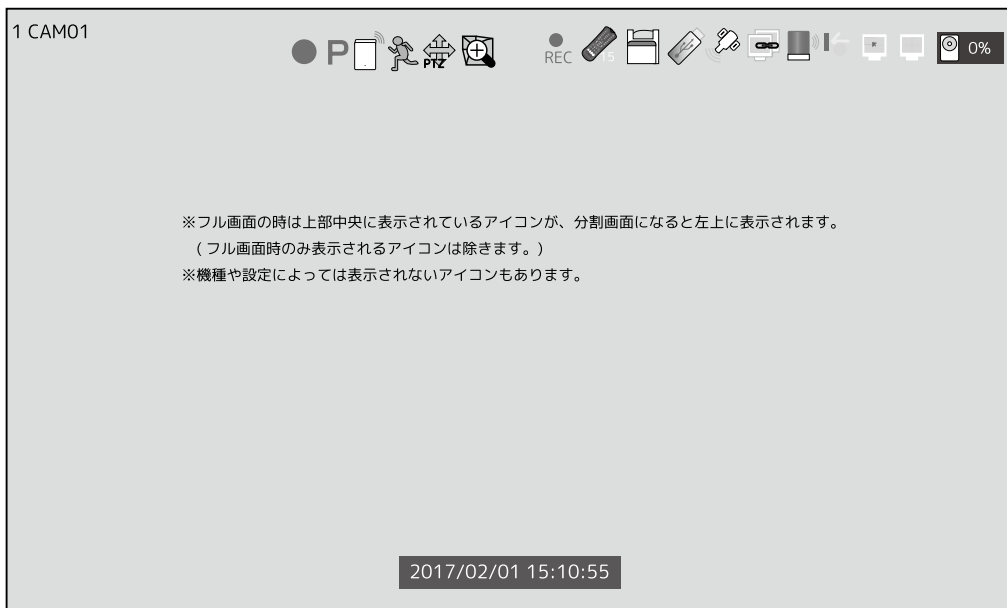 1 CAM01
P
PTZ
REC
15
0%
※フル画面の時は上部中央に表示されているアイコンが、分割画面になると左上に表示されます。
( フル画面時のみ表示されるアイコンは除きます。)
※機種や設定によっては表示されないアイコンもあります。
2017/02/01 15:10:55